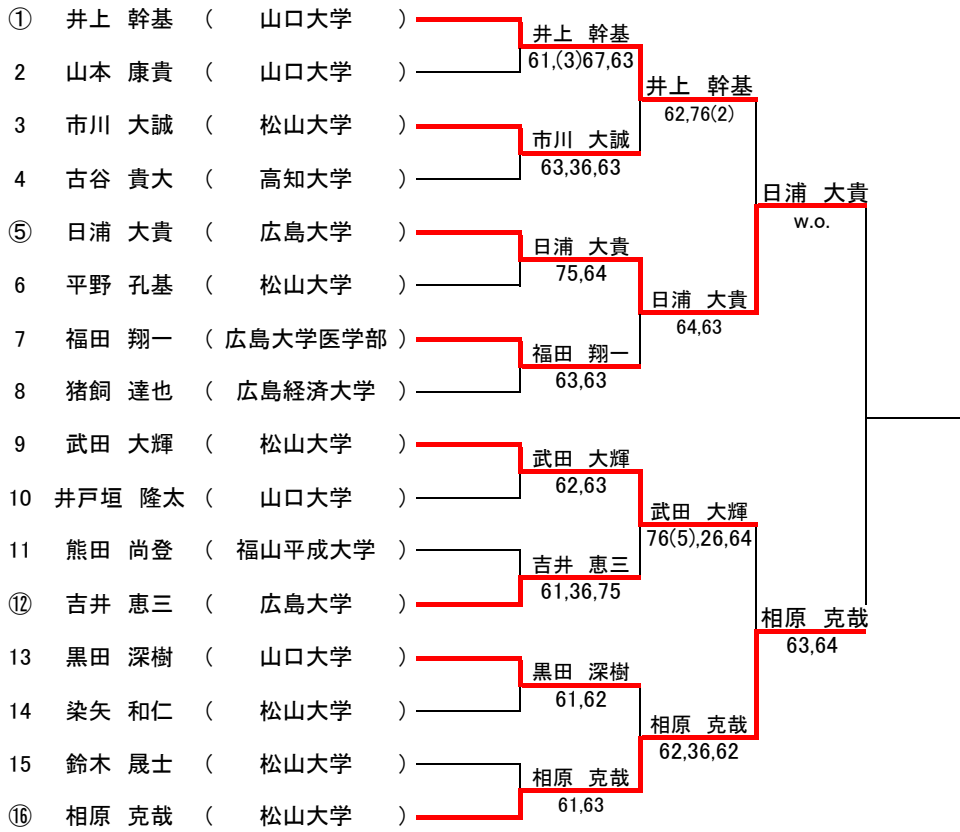 ① 井上 幹基 ( 山口大学 )
井上 幹基
61,(3)67,63
2 山本 康貴 ( 山口大学 )
井上 幹基
62,76(2)
3 市川 大誠 ( 松山大学 )
市川 大誠
63,36,63
4 古谷 貴大 ( 高知大学 )
日浦 大貴
w.o.
⑤ 日浦 大貴 ( 広島大学 )
日浦 大貴
75,64
6 平野 孔基 ( 松山大学 )
日浦 大貴
64,63
7 福田 翔一 ( 広島大学医学部 )
福田 翔一
63,63
8 猪飼 達也 ( 広島経済大学 )
9 武田 大輝 ( 松山大学 )
武田 大輝
62,63
10 井戸垣 隆太 ( 山口大学 )
武田 大輝
76(5),26,64
11 熊田 尚登 ( 福山平成大学 )
吉井 恵三
61,36,75
⑫ 吉井 恵三 ( 広島大学 )
相原 克哉
63,64
13 黒田 深樹 ( 山口大学 )
黒田 深樹
61,62
14 染矢 和仁 ( 松山大学 )
相原 克哉
62,36,62
15 鈴木 晟士 ( 松山大学 )
相原 克哉
61,63
⑯ 相原 克哉 ( 松山大学 )